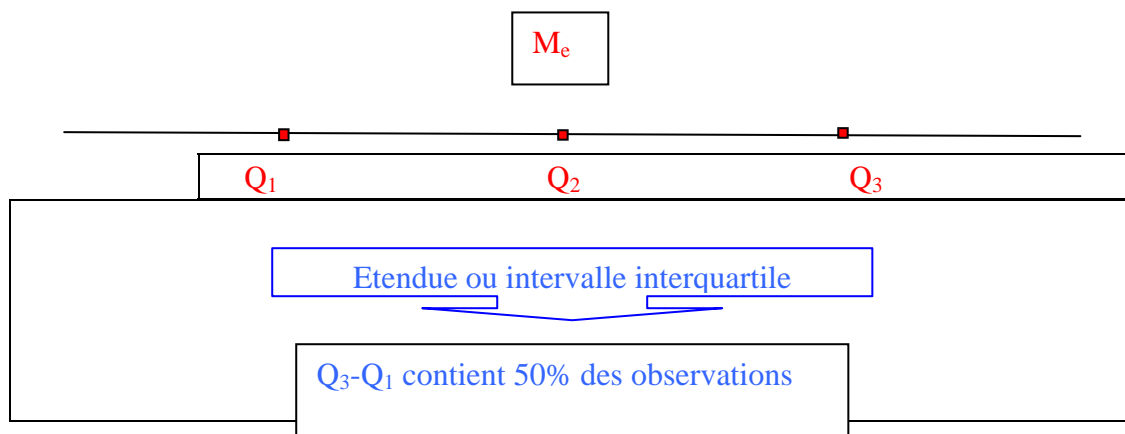 Me
Q1 Q2 Q3
Etendue ou intervalle interquartile
Q3-Q1 contient 50% des observations